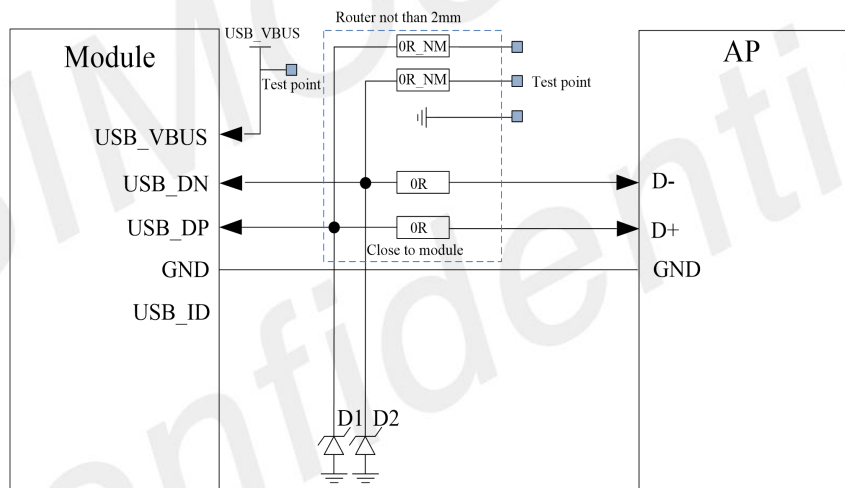 Router not than 2mm
USB_VBUS
Module
0R_NM
AP
0R_NM
Test point
Test point
USB_VBUS
USB_DN
0R
D-
USB_DP
0R
D+
Close to module
GND
GND
USB_ID
D1 D2